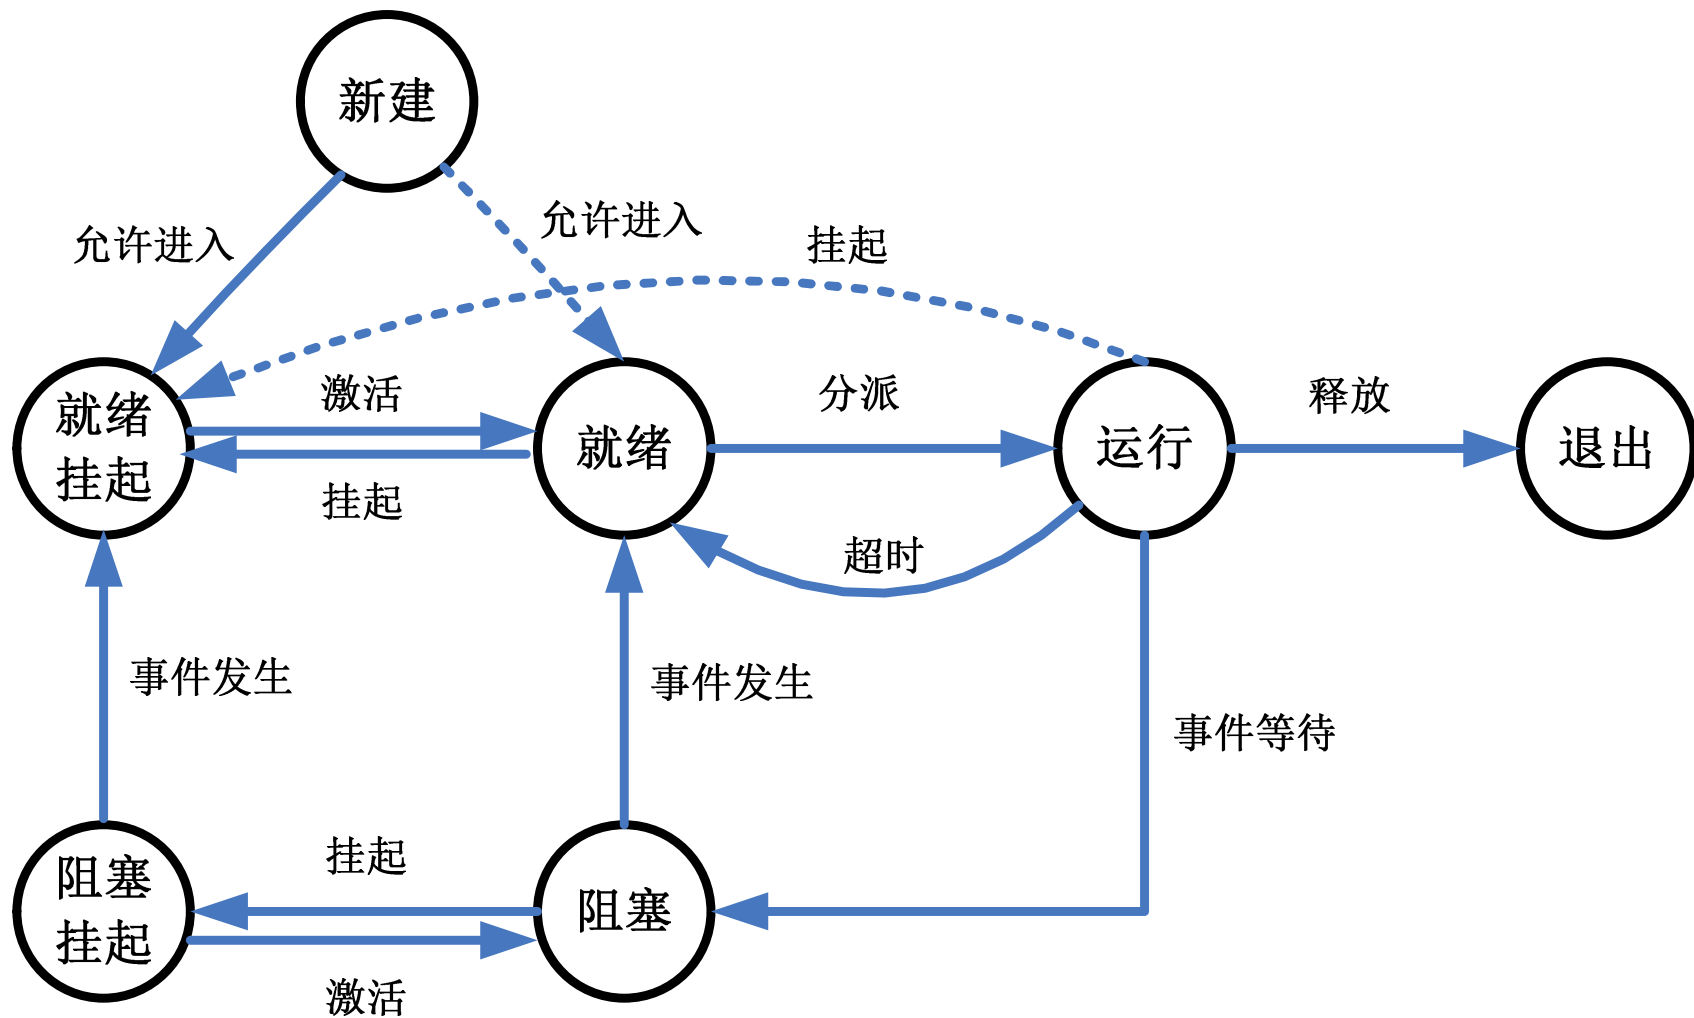 新建
允许进入
允许进入
挂起
就绪
挂起
激活
挂起
就绪
分派
运行
释放
退出
超时
事件发生
事件发生
事件等待
阻塞
挂起
挂起
激活
阻塞